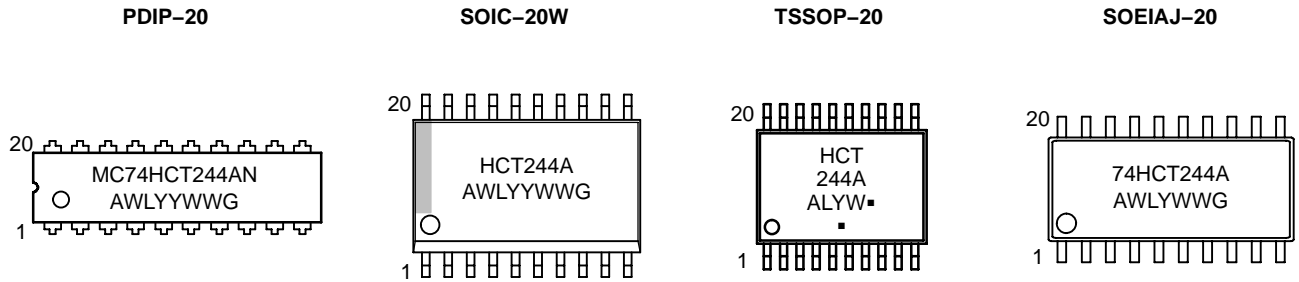 PDIP−20
SOIC−20W
TSSOP−20
SOEIAJ−20
20
MC74HCT244AN
AWLYYWWG
1
20
HCT244A
AWLYYWWG
1
20
HCT
244A
ALYW▪
▪
1
20
74HCT244A
AWLYWWG
1